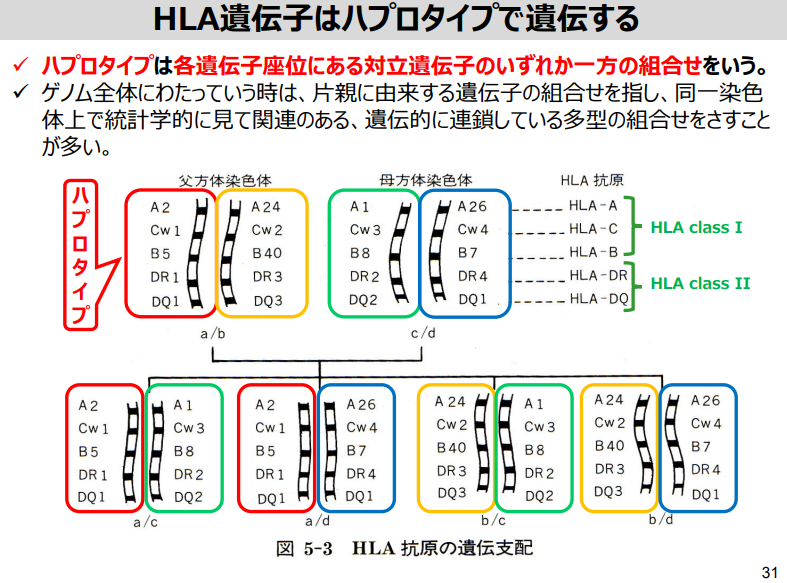 HLA遺伝子はハプロタイプで遺伝する
✓ ハプロタイプは各遺伝子座位にある対立遺伝子のいずれか一方の組合せをいう。
✓ ゲノム全体にわたっていう時は、片親に由来する遺伝子の組合せを指し、同一染色
体上で統計学的に見て関連のある、遺伝的に連鎖している多型の組合せをさすこと
が多い。
ハプロタイプ
父方体染色体 母方体染色体 HLA 抗原
A2 A24 A1 A26 HLA-A
Cw1 Cw2 Cw3 Cw4 HLA-C
B5 B40 B8 B7 HLA-B
DR1 DR3 DR2 DR4 HLA-DR
DQ1 DQ3 DQ2 DQ1 HLA-DQ
HLA class I
HLA class II
a/b c/d
A2 A1 A2 A26 A24 A1 A24 A26
Cw1 Cw3 Cw1 Cw4 Cw2 Cw3 Cw2 Cw4
B5 B8 B5 B7 B40 B8 B40 B7
DR1 DR2 DR1 DR4 DR3 DR2 DR3 DR4
DQ1 DQ2 DQ1 DQ1 DQ3 DQ2 DQ3 DQ1
a/c a/d b/c b/d
図 5-3 HLA 抗原の遺伝支配
31